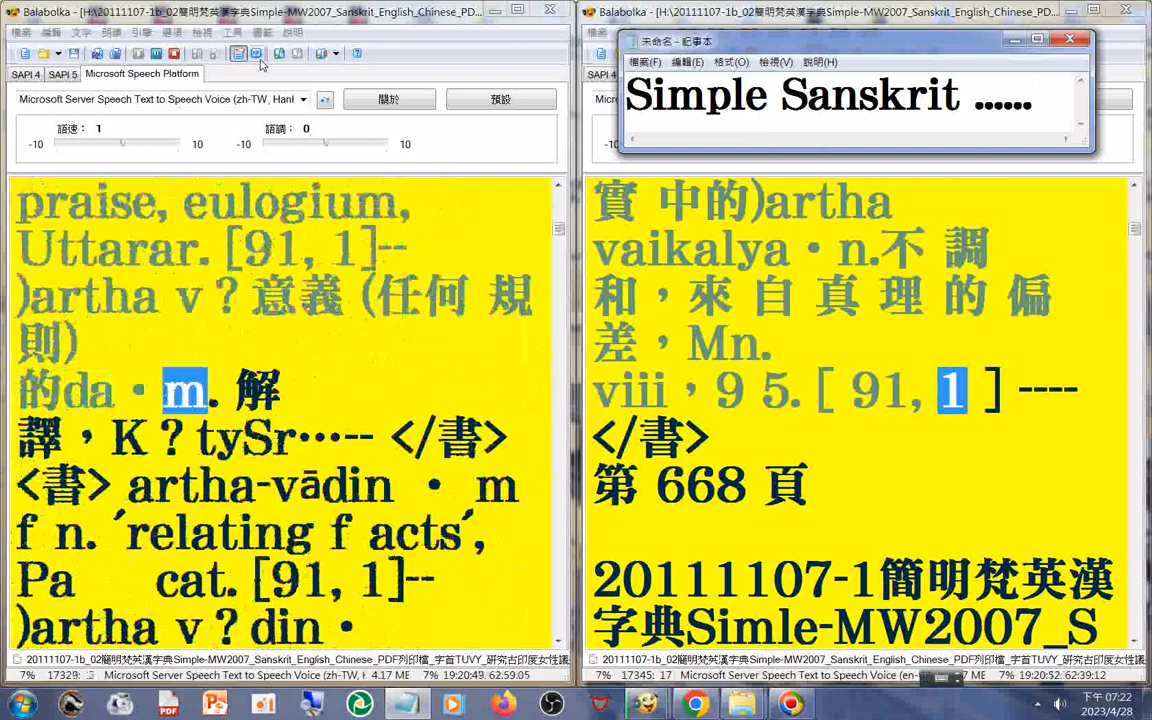 Balabolka - [H:\20111107-1b_02簡明梵英漢字典Simple-MW2007_Sanskrit_English_Chinese_PD...
檔案 編輯 文字 朗讀 引擎 選項 檢視 工具 書籤 說明
SAPI 4 SAPI 5 Microsoft Speech Platform
Microsoft Server Speech Text to Speech Voice (zh-TW, Hanl
關於
預設
語速： 1
語調： 0
-10 10 -10 10
praise, eulogium,
Uttarar. [91, 1]--
)artha v？意義 (任何 規
則)
的da・m. 解
譯，K？tySr…-- </書>
<書> artha-vādin ・ m
f n. ´relating f acts´,
Pa cat. [91, 1]--
)artha v？din・
20111107-1b_02簡明梵英漢字典Simple-MW2007_Sanskrit_English_Chinese_PDF列印檔_字首TUVY_研究古印度女性議
7% 17329: Microsoft Server Speech Text to Speech Voice (zh-TW, H 4.17 ME 7% 19:20:49, 62:59.05
Balabolka - [H:\20111107-1b_02簡明梵英漢字典Simple-MW2007_Sanskrit_English_Chinese_PDF...
未命名 - 記事本
檔案(F) 編輯(E) 格式(O) 檢視(V) 說明(H)
Simple Sanskrit ......
檔案
SAPI 4
Micr
語
-10
實 中的)artha
vaikalya・n.不 調
和，來 自 真 理 的 偏
差，Mn.
viii，9 5. [ 91, 1 ] ----
</書>
第 668 頁
20111107-1簡明梵英漢
字典Simle-MW2007_S
20111107-1b_02簡明梵英漢字典Simple-MW2007_Sanskrit_English_Chinese_PDF列印檔_字首TUVY_研究古印度女性議
7% 17345: 17 Microsoft Server Speech Text to Speech Voice (zh-TW, 7% 19:20:52, 62:39:12
下午 07:22
2023/4/28